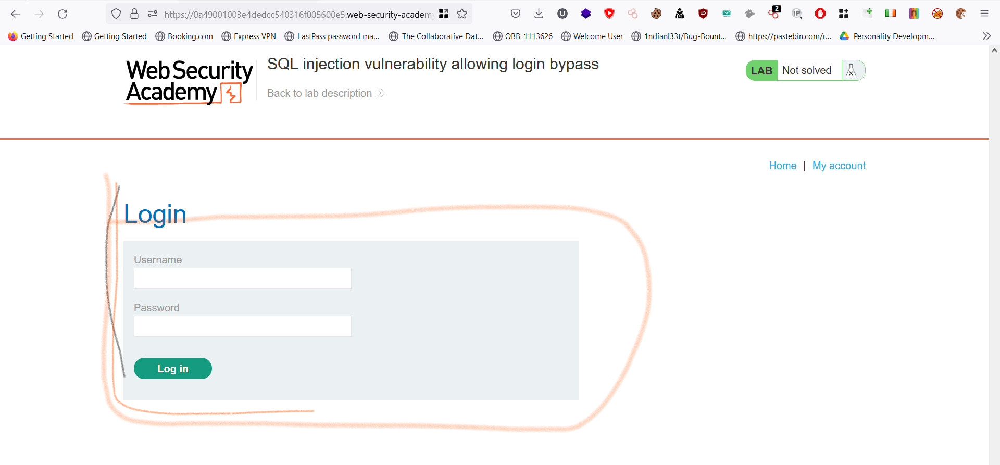 https://0a49001003e4dedcc540316f005600e5.web-security-academy
2
Getting Started Getting Started Booking.com Express VPN LastPass password ma... The Collaborative Dat... OBB_1113626 Welcome User 1ndianl33t/Bug-Bount... https://pastebin.com/r... Personality Developm...
Web Security
Academy
SQL injection vulnerability allowing login bypass
Back to lab description
LAB Not solved
Home | My account
Login
Username
Password
Log in